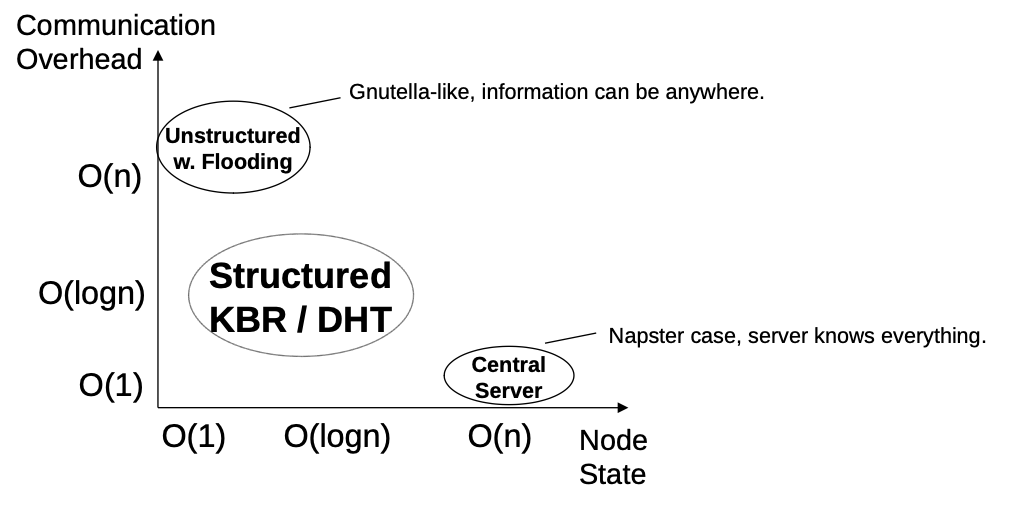 Communication
Overhead
Gnutella-like, information can be anywhere.
Unstructured
w. Flooding
O(n)
Structured
KBR / DHT
O(logn)
Napster case, server knows everything.
Central
Server
O(1)
O(1)
O(logn)
O(n)
Node
State